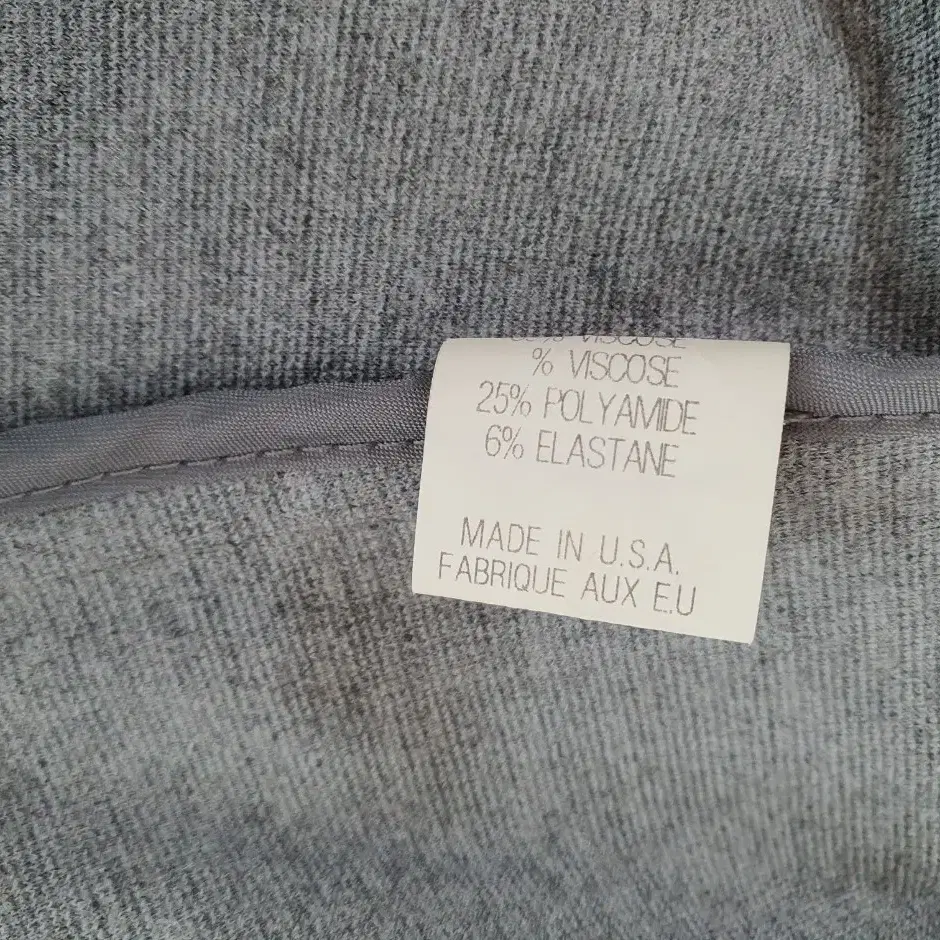 % VISCOSE
25% POLYAMIDE
6% ELASTANE
MADE IN U.S.A.
FABRIQUE AUX E.U